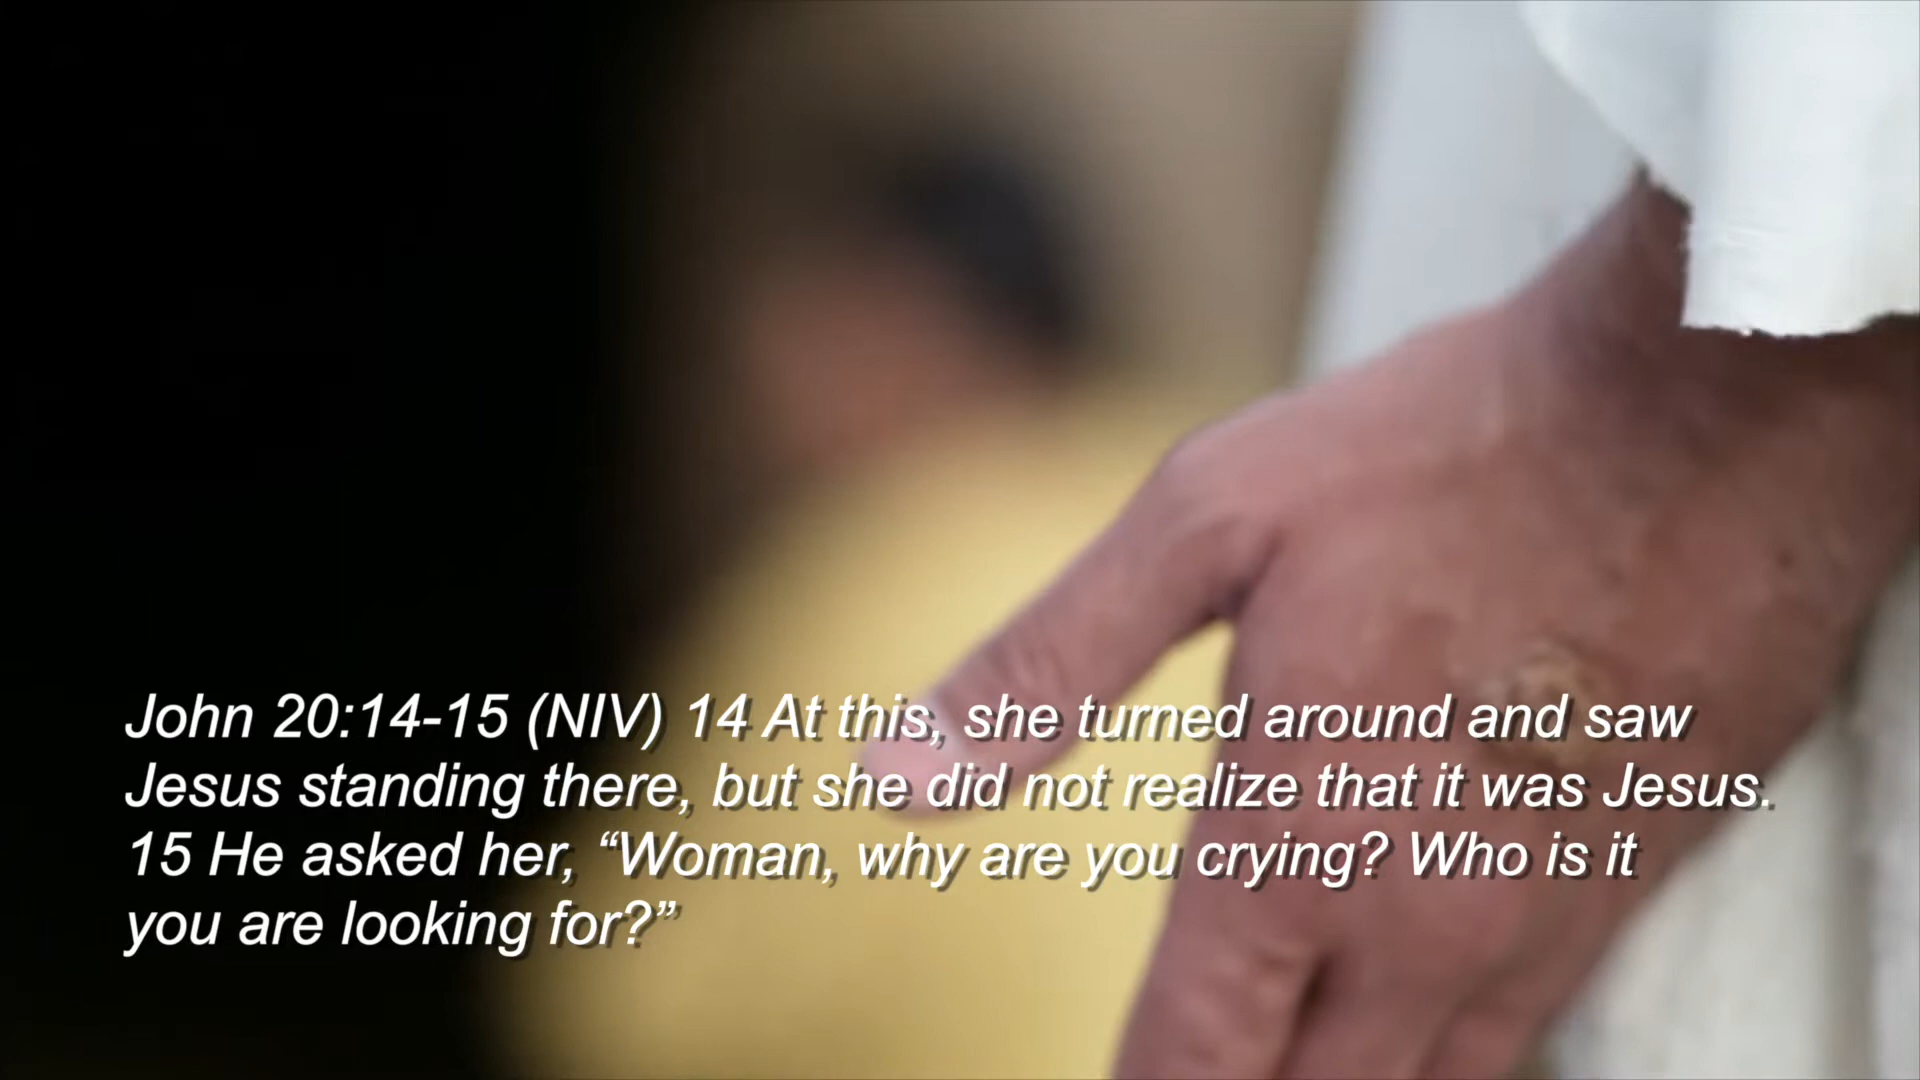 John 20:14-15 (NIV) 14 At this, she turned around and saw
Jesus standing there, but she did not realize that it was Jesus.
15 He asked her, “Woman, why are you crying? Who is it
you are looking for?”